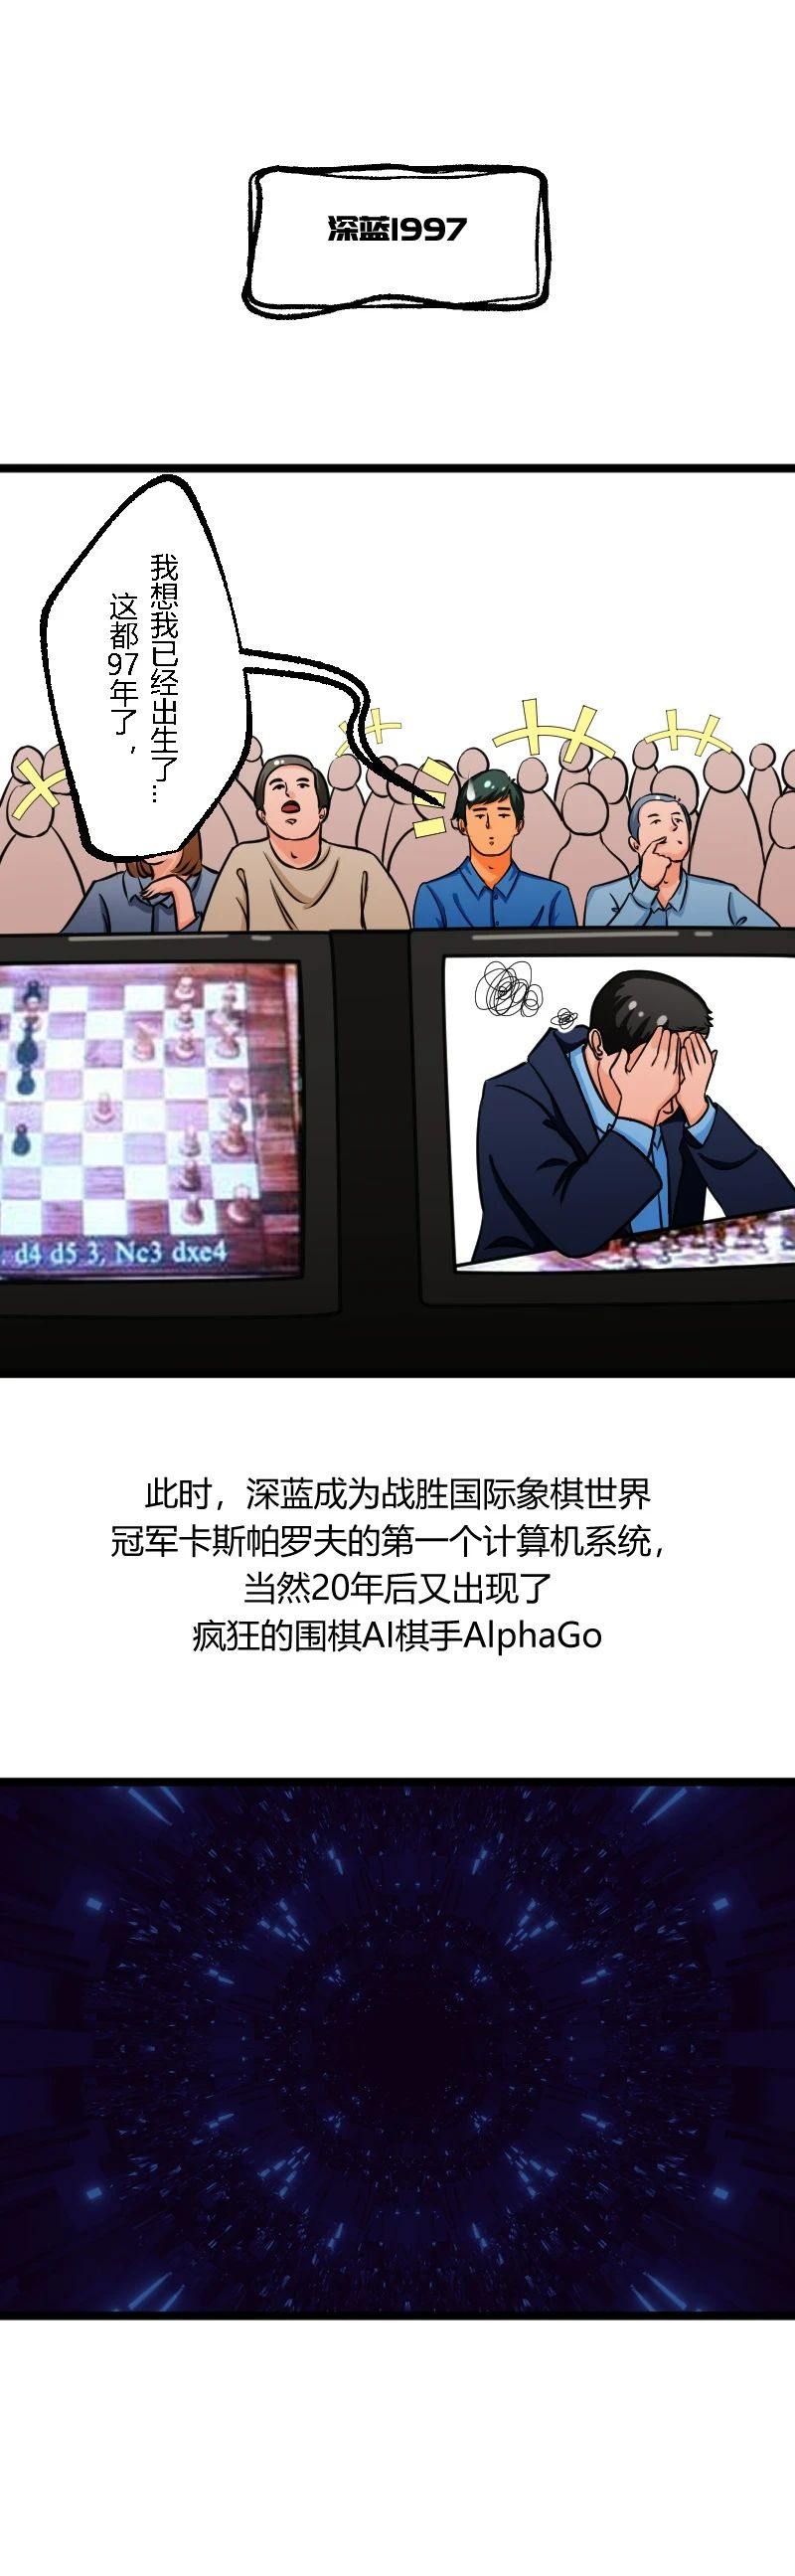 深蓝1997
我想我已经出生了…
这都97年了，
. d4 d5 3, Nc3 dxe4
此时，深蓝成为战胜国际象棋世界
冠军卡斯帕罗夫的第一个计算机系统，
当然20年后又出现了
疯狂的围棋AI棋手AlphaGo